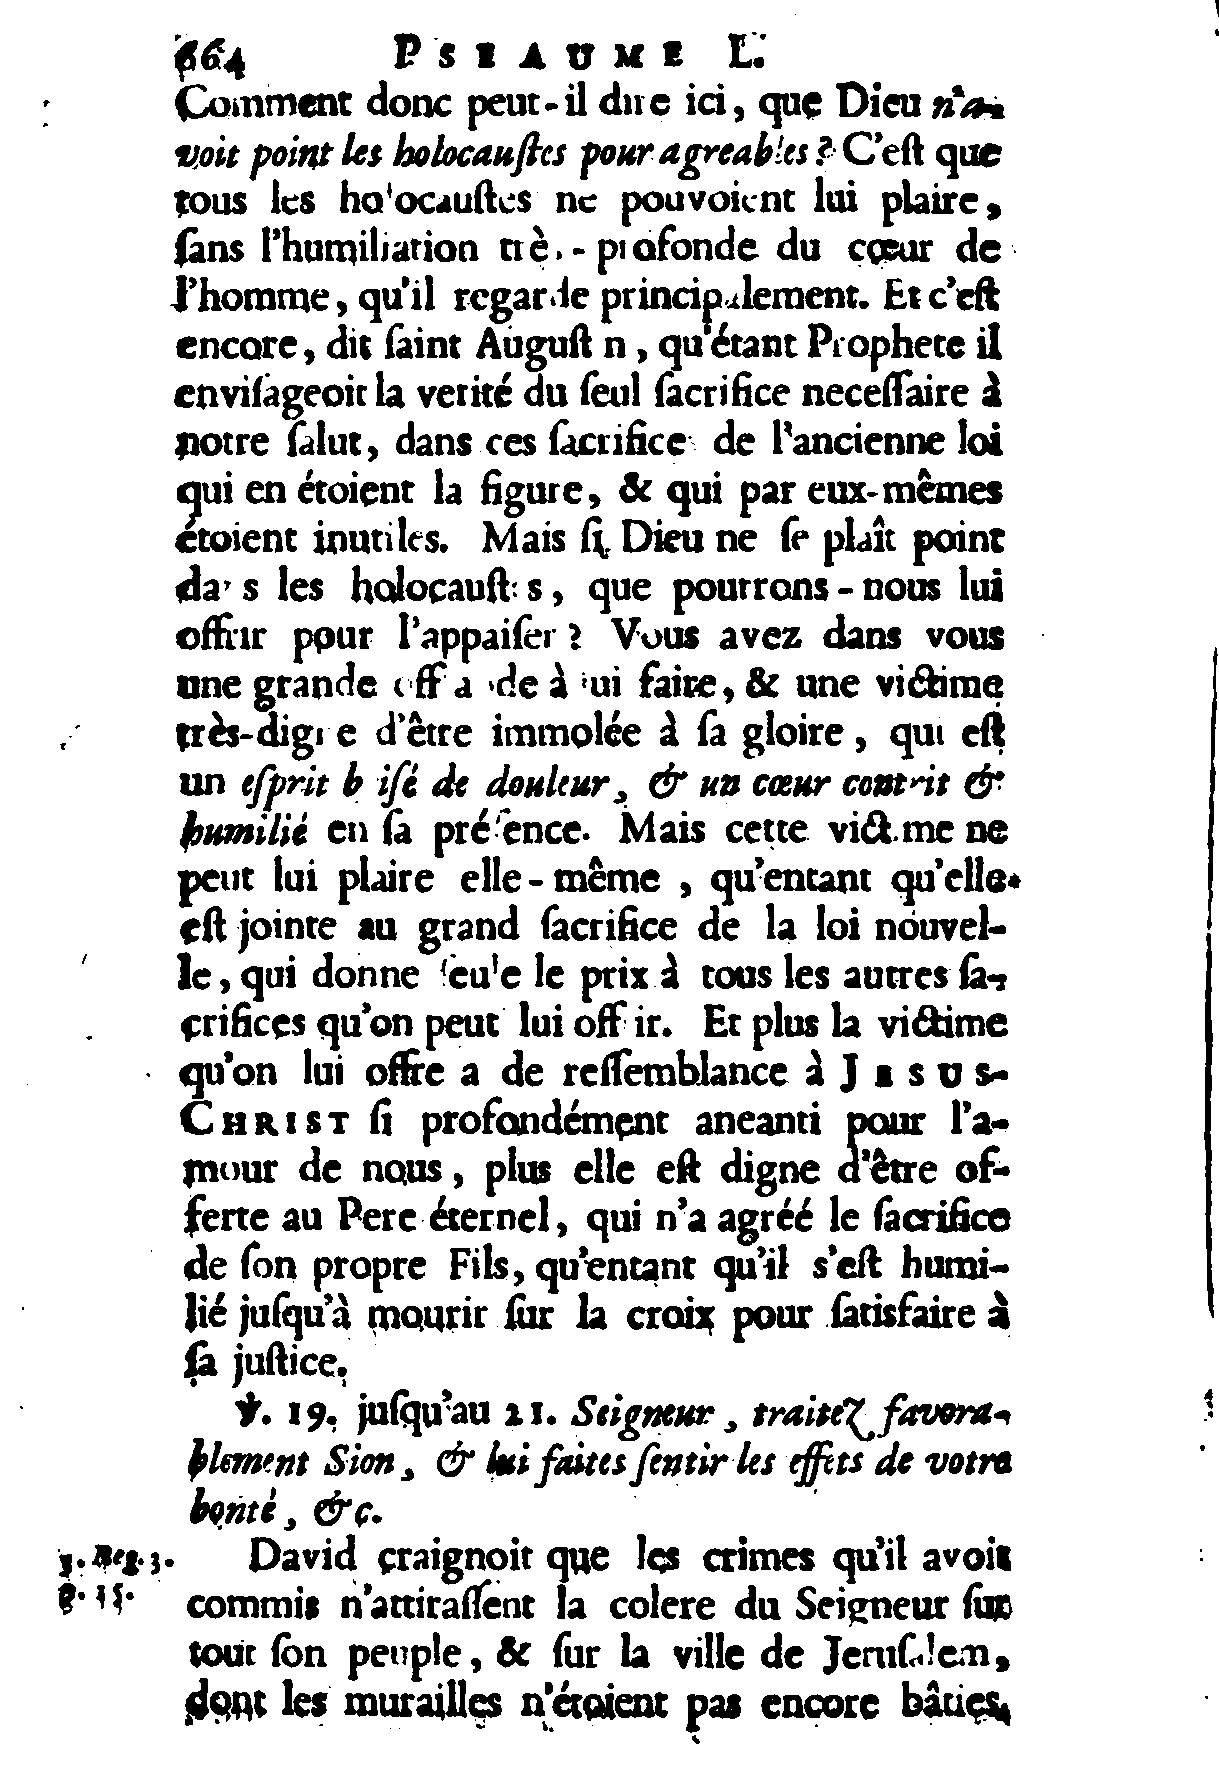 664 PSEAUME L.
Comment donc peut-il dire ici, que Dieu n'a-
voit point les holocauſtes pour agreables? C'eſt que
tous les holocauſtes ne pouvoient lui plaire,
ſans l'humiliation très-profonde du cœur de
l'homme, qu'il regarde principalement. Et c'eſt
encore, dit ſaint Auguſtin, qu'étant Prophete il
enviſageoit la verité du ſeul ſacrifice neceſſaire à
notre ſalut, dans ces ſacrifices de l'ancienne loi
qui en étoient la figure, & qui par eux-mêmes
étoient inutiles. Mais ſi Dieu ne ſe plaît point
dans les holocauſtes, que pourrons-nous lui
offrir pour l'appaiſer? Vous avez dans vous
une grande offrande à lui faire, & une victime
très-digne d'être immolée à ſa gloire, qui eſt
un eſprit briſé de douleur, & un cœur contrit &
humilié en ſa préſence. Mais cette victime ne
peut lui plaire elle-même, qu'entant qu'elle
eſt jointe au grand ſacrifice de la loi nouvel-
le, qui donne ſeule le prix à tous les autres ſa-
crifices qu'on peut lui offrir. Et plus la victime
qu'on lui offre a de reſſemblance à JESUS-
CHRIST ſi profondément aneanti pour l'a-
mour de nous, plus elle eſt digne d'être of-
ferte au Pere éternel, qui n'a agréé le ſacrifice
de ſon propre Fils, qu'entant qu'il s'eſt humi-
lié juſqu'à mourir ſur la croix pour ſatisfaire à
ſa juſtice.
℣. 19. juſqu'au 21. Seigneur, traitez favora-
blement Sion, & lui faites ſentir les effets de votre
bonté, &c.
3. Reg. 3.
v. 15.
David craignoit que les crimes qu'il avoit
commis n'attiraſſent la colere du Seigneur ſur
tout ſon peuple, & ſur la ville de Jeruſalem,
dont les murailles n'étoient pas encore bâties,